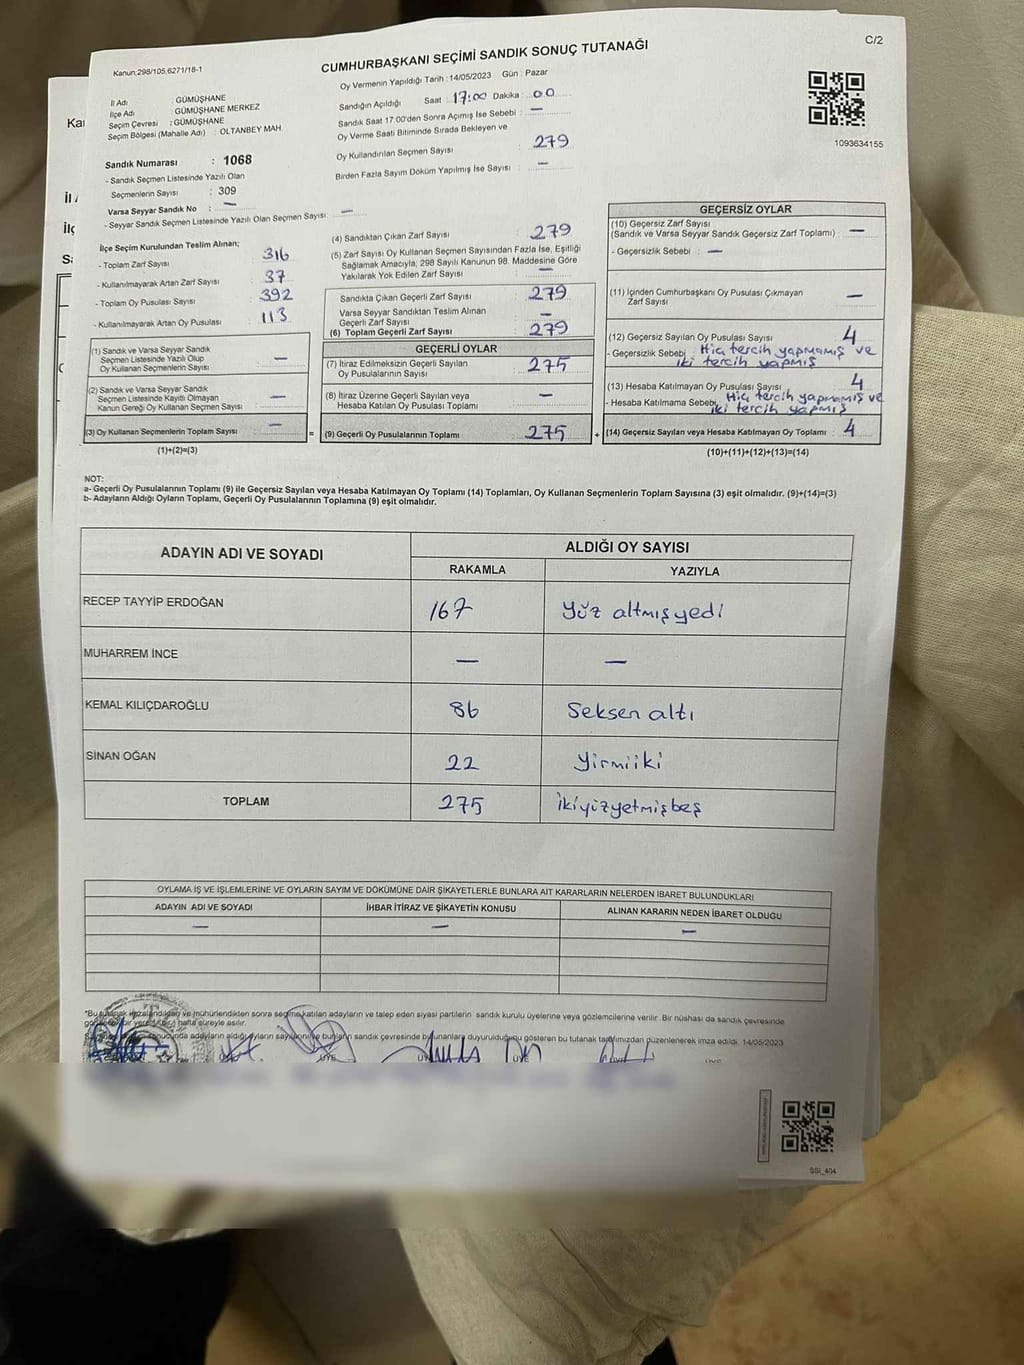 Kanun,298/105,6271/18-1
CUMHURBAŞKANI SEÇİMİ SANDIK SONUÇ TUTANAĞI
C/2
Oy Vermenin Yapıldığı Tarih : 14/05/2023 Gün : Pazar
Sandığın Açıldığı Saat 17:00 Dakika : 00
Sandık Saat 17:00'den Sonra Açımış İse Sebebi : —
Oy Verme Saati Bitiminde Sırada Bekleyen ve
Oy Kullandırılan Seçmen Sayısı : 279
Birden Fazla Sayım Döküm Yapılmış İse Sayısı : —
İl Adı : GÜMÜŞHANE
İlçe Adı : GÜMÜŞHANE MERKEZ
Seçim Çevresi : GÜMÜŞHANE
Seçim Bölgesi (Mahalle Adı) : OLTANBEY MAH
1093634155
Sandık Numarası : 1068
- Sandık Seçmen Listesinde Yazılı Olan
Seçmenlerin Sayısı : 309
Varsa Seyyar Sandık No : —
- Seyyar Sandık Seçmen Listesinde Yazılı Olan Seçmen Sayısı : —
İlçe Seçim Kurulundan Teslim Alınan;
- Toplam Zarf Sayısı : 316
- Kullanılmayarak Artan Zarf Sayısı : 37
- Toplam Oy Pusulası Sayısı : 392
- Kullanılmayarak Artan Oy Pusulası : 113
(1) Sandık ve Varsa Seyyar Sandık
Seçmen Listesinde Yazılı Olup
Oy Kullanan Seçmenlerin Sayısı : —
(2) Sandık ve Varsa Seyyar Sandık
Seçmen Listesinde Kayıtlı Olmayan
Kanun Gereği Oy Kullanan Seçmen Sayısı : —
(3) Oy Kullanan Seçmenlerin Toplam Sayısı : —
(1)+(2)=(3)
(4) Sandıktan Çıkan Zarf Sayısı : 279
(5) Zarf Sayısı Oy Kullanan Seçmen Sayısından Fazla İse, Eşitliği
Sağlamak Amacıyla; 298 Sayılı Kanunun 98. Maddesine Göre
Yakılarak Yok Edilen Zarf Sayısı : —
Sandıkta Çıkan Geçerli Zarf Sayısı : 279
Varsa Seyyar Sandıktan Teslim Alınan
Geçerli Zarf Sayısı : —
(6) Toplam Geçerli Zarf Sayısı : 279
GEÇERLİ OYLAR
(7) İtiraz Edilmeksizin Geçerli Sayılan
Oy Pusulalarının Sayısı : 275
(8) İtiraz Üzerine Geçerli Sayılan veya
Hesaba Katılan Oy Pusulası Toplamı : —
= (9) Geçerli Oy Pusulalarının Toplamı : 275
GEÇERSİZ OYLAR
(10) Geçersiz Zarf Sayısı
(Sandık ve Varsa Seyyar Sandık Geçersiz Zarf Toplamı) : —
- Geçersizlik Sebebi : —
(11) İçinden Cumhurbaşkanı Oy Pusulası Çıkmayan
Zarf Sayısı : —
(12) Geçersiz Sayılan Oy Pusulası Sayısı : 4
- Geçersizlik Sebebi : Hiç tercih yapmamış ve
iki tercih yapmış
(13) Hesaba Katılmayan Oy Pusulası Sayısı : 4
- Hesaba Katılmama Sebebi : Hiç tercih yapmamış ve
iki tercih yapmış
+ (14) Geçersiz Sayılan veya Hesaba Katılmayan Oy Toplamı : 4
(10)+(11)+(12)+(13)=(14)
NOT:
a- Geçerli Oy Pusulalarının Toplamı (9) ile Geçersiz Sayılan veya Hesaba Katılmayan Oy Toplamı (14) Toplamları, Oy Kullanan Seçmenlerin Toplam Sayısına (3) eşit olmalıdır. (9)+(14)=(3)
b- Adayların Aldığı Oyların Toplamı, Geçerli Oy Pusulalarının Toplamına (9) eşit olmalıdır.
ADAYIN ADI VE SOYADI ALDIĞI OY SAYISI
RAKAMLA YAZIYLA
RECEP TAYYİP ERDOĞAN 167 Yüz altmış yedi
MUHARREM İNCE — —
KEMAL KILIÇDAROĞLU 86 Seksen altı
SİNAN OĞAN 22 Yirmiiki
TOPLAM 275 İkiyüzyetmişbeş
OYLAMA İŞ VE İŞLEMLERİNE VE OYLARIN SAYIM VE DÖKÜMÜNE DAİR ŞİKAYETLERLE BUNLARA AİT KARARLARIN NELERDEN İBARET BULUNDUKLARI
ADAYIN ADI VE SOYADI İHBAR İTİRAZ VE ŞİKAYETİN KONUSU ALINAN KARARIN NEDEN İBARET OLDUĞU
— — —
*Bu tutanak imzalandıktan ve mühürlendikten sonra seçime katılan adayların ve talep eden siyasi partilerin sandık kurulu üyelerine veya gözlemcilerine verilir. Bir nüshası da sandık çevresinde
bir yere hafta süreyle asılır.
sonucunda adayların aldığı oyların sayılarını ve bunların sandık çevresinde bulunanlara duyurulduğunu gösteren bu tutanak tarafımızdan düzenlenerek imza edildi. 14/05/2023
ÜYE
SSI_404